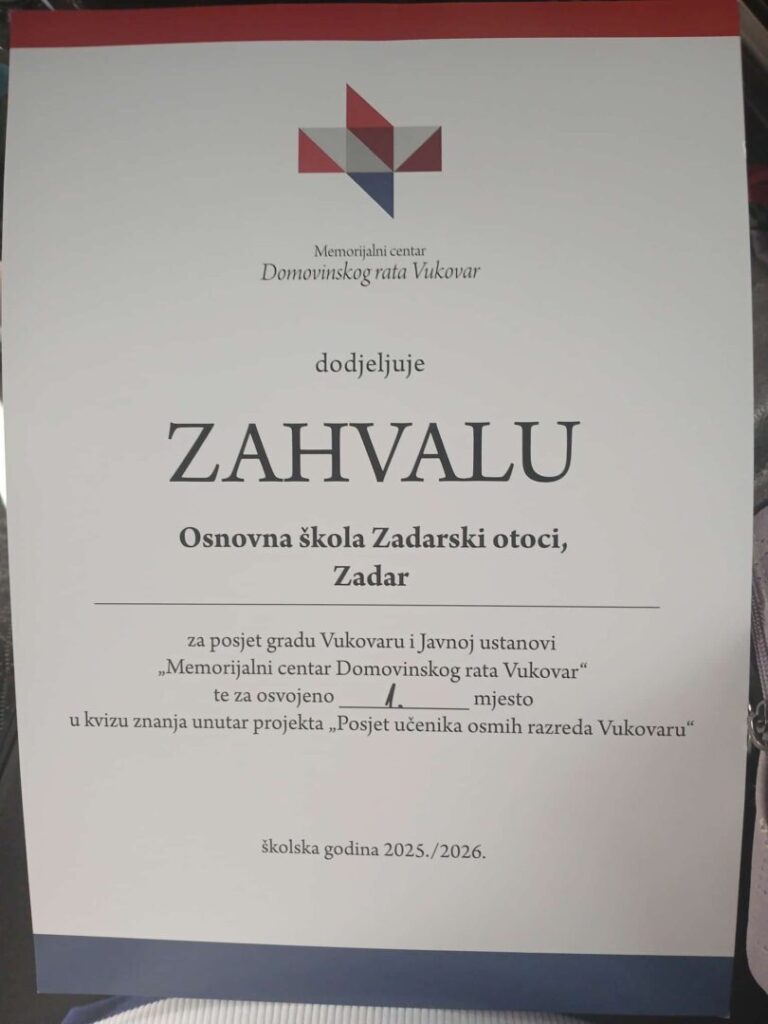 Memorijalni centar
Domovinskog rata Vukovar
dodjeljuje
ZAHVALU
Osnovna škola Zadarski otoci,
Zadar
za posjet gradu Vukovaru i Javnoj ustanovi
„Memorijalni centar Domovinskog rata Vukovar“
te za osvojeno 1. mjesto
u kvizu znanja unutar projekta „Posjet učenika osmih razreda Vukovaru“
školska godina 2025./2026.